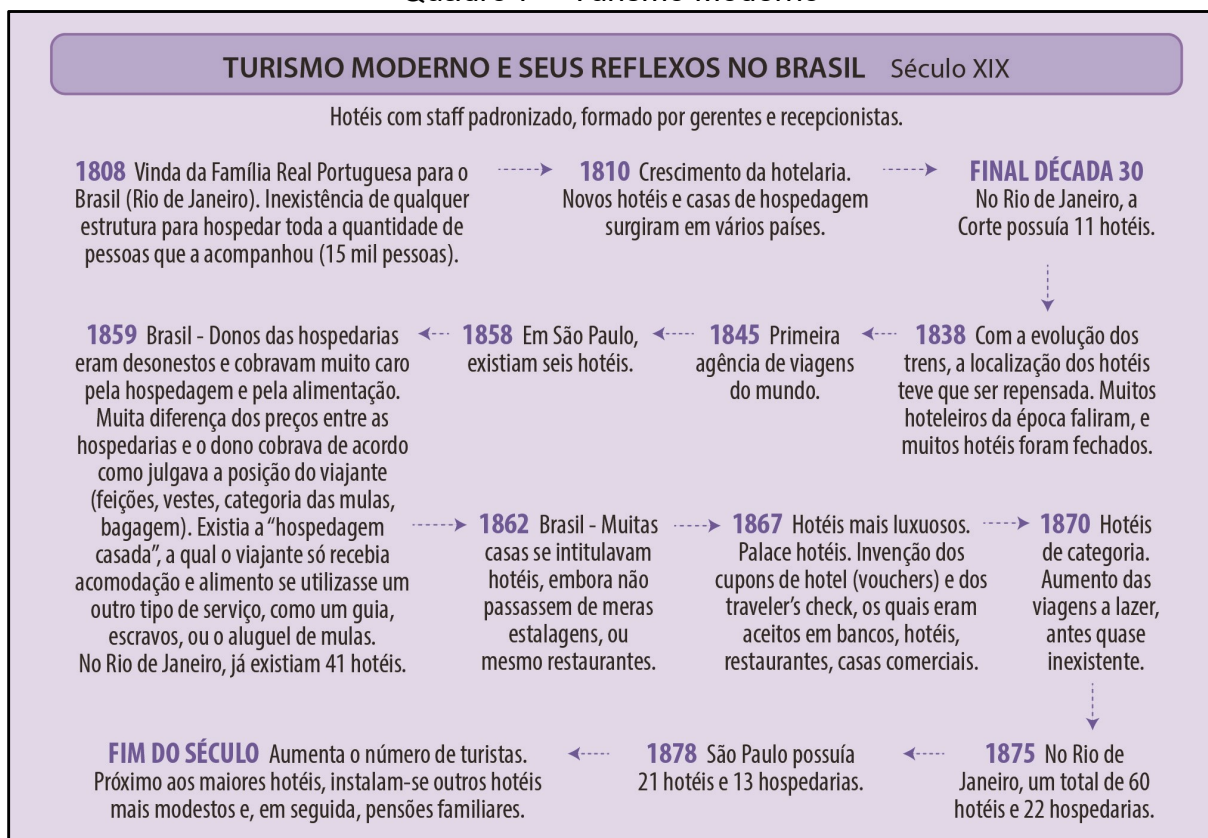 Quadro Turismo Moderno
TURISMO MODERNO E SEUS REFLEXOS NO BRASIL Século XIX
Hotéis com staff padronizado, formado por gerentes e recepcionistas.
1808 Vinda da Família Real Portuguesa para o
Brasil (Rio de Janeiro). Inexistência de qualquer
estrutura para hospedar toda a quantidade de
pessoas que a acompanhou (15 mil pessoas).
1810 Crescimento da hotelaria.
Novos hotéis e casas de hospedagem
surgiram em vários países.
FINAL DÉCADA 30
No Rio de Janeiro, a
Corte possuía 11 hotéis.
1838 Com a evolução dos
trens, a localização dos hotéis
teve que ser repensada. Muitos
hoteleiros da época faliram, e
muitos hotéis foram fechados.
1845 Primeira
agência de viagens
do mundo.
1858 Em São Paulo,
existiam seis hotéis.
1859 Brasil - Donos das hospedarias
eram desonestos e cobravam muito caro
pela hospedagem e pela alimentação.
Muita diferença dos preços entre as
hospedarias e o dono cobrava de acordo
como julgava a posição do viajante
(feições, vestes, categoria das mulas,
bagagem). Existia a “hospedagem
casada”, a qual o viajante só recebia
acomodação e alimento se utilizasse um
outro tipo de serviço, como um guia,
escravos, ou o aluguel de mulas.
No Rio de Janeiro, já existiam 41 hotéis.
1862 Brasil - Muitas
casas se intitulavam
hotéis, embora não
passassem de meras
estalagens, ou
mesmo restaurantes.
1867 Hotéis mais luxuosos.
Palace hotéis. Invenção dos
cupons de hotel (vouchers) e dos
traveler’s check, os quais eram
aceitos em bancos, hotéis,
restaurantes, casas comerciais.
1870 Hotéis
de categoria.
Aumento das
viagens a lazer,
antes quase
inexistente.
1875 No Rio de
Janeiro, um total de 60
hotéis e 22 hospedarias.
1878 São Paulo possuía
21 hotéis e 13 hospedarias.
FIM DO SÉCULO Aumenta o número de turistas.
Próximo aos maiores hotéis, instalam-se outros hotéis
mais modestos e, em seguida, pensões familiares.